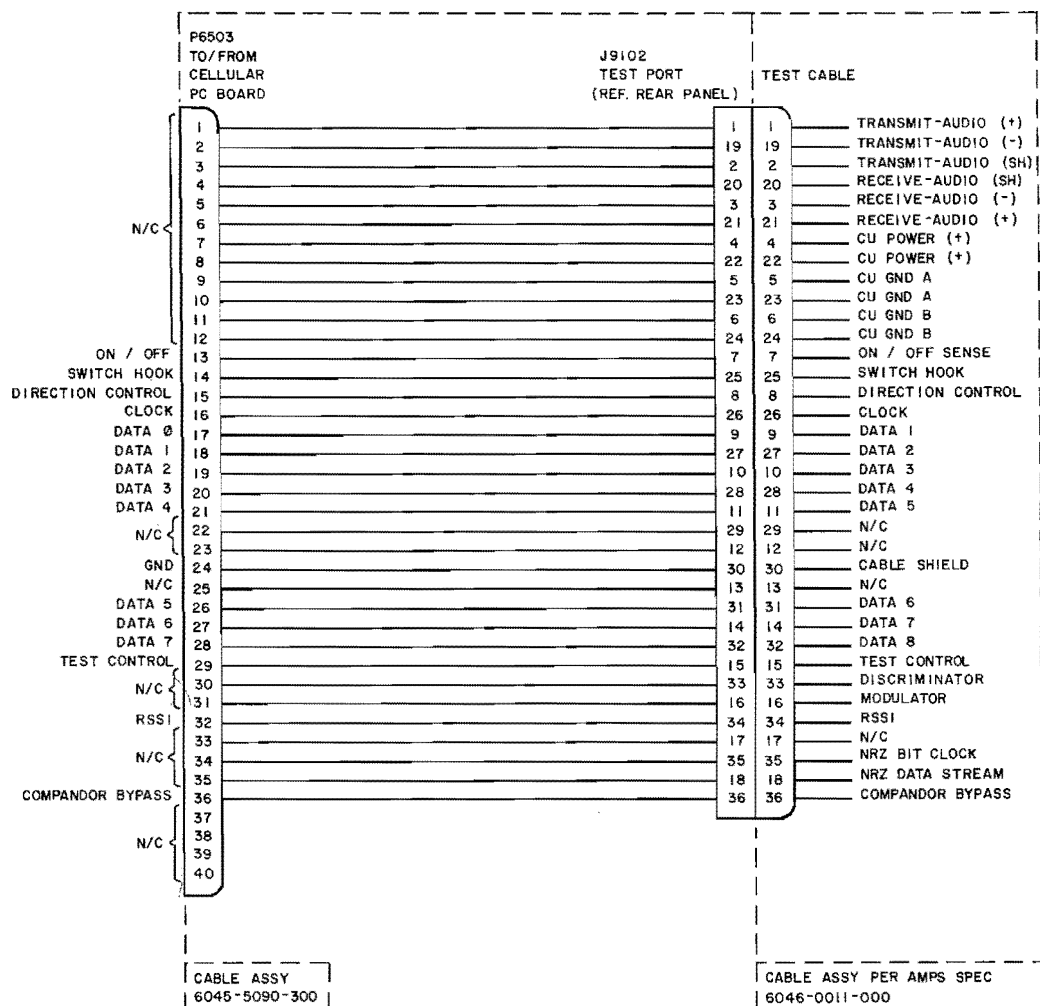 P6503
TO/FROM
CELLULAR
PC BOARD
J9102
TEST PORT
(REF. REAR PANEL)
TEST CABLE
1 1 1 TRANSMIT-AUDIO (+)
2 19 19 TRANSMIT-AUDIO (-)
3 2 2 TRANSMIT-AUDIO (SH)
4 20 20 RECEIVE-AUDIO (SH)
5 3 3 RECEIVE-AUDIO (-)
N/C 6 21 21 RECEIVE-AUDIO (+)
7 4 4 CU POWER (+)
8 22 22 CU POWER (+)
9 5 5 CU GND A
10 23 23 CU GND A
11 6 6 CU GND B
12 24 24 CU GND B
ON / OFF 13 7 7 ON / OFF SENSE
SWITCH HOOK 14 25 25 SWITCH HOOK
DIRECTION CONTROL 15 8 8 DIRECTION CONTROL
CLOCK 16 26 26 CLOCK
DATA Ø 17 9 9 DATA 1
DATA 1 18 27 27 DATA 2
DATA 2 19 10 10 DATA 3
DATA 3 20 28 28 DATA 4
DATA 4 21 11 11 DATA 5
N/C 22 29 29 N/C
23 12 12 N/C
GND 24 30 30 CABLE SHIELD
N/C 25 13 13 N/C
DATA 5 26 31 31 DATA 6
DATA 6 27 14 14 DATA 7
DATA 7 28 32 32 DATA 8
TEST CONTROL 29 15 15 TEST CONTROL
N/C 30 33 33 DISCRIMINATOR
31 16 16 MODULATOR
RSSI 32 34 34 RSSI
33 17 17 N/C
N/C 34 35 35 NRZ BIT CLOCK
35 18 18 NRZ DATA STREAM
COMPANDOR BYPASS 36 36 36 COMPANDOR BYPASS
37
N/C 38
39
40
CABLE ASSY
6045-5090-300
CABLE ASSY PER AMPS SPEC
6046-0011-000